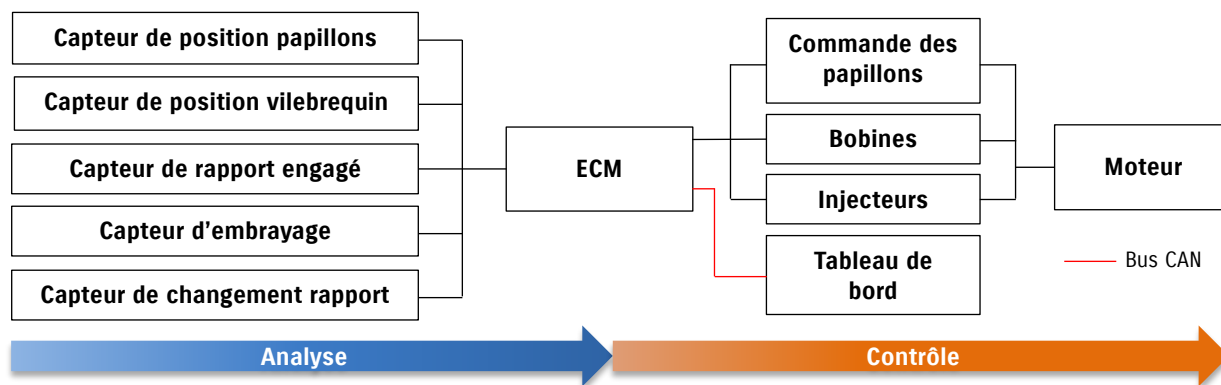 Capteur de position papillons
Capteur de position vilebrequin
Capteur de rapport engagé
Capteur d'embrayage
Capteur de changement rapport
ECM
Commande des
papillons
Bobines
Injecteurs
Tableau de
bord
Moteur
Bus CAN
Analyse
Contrôle